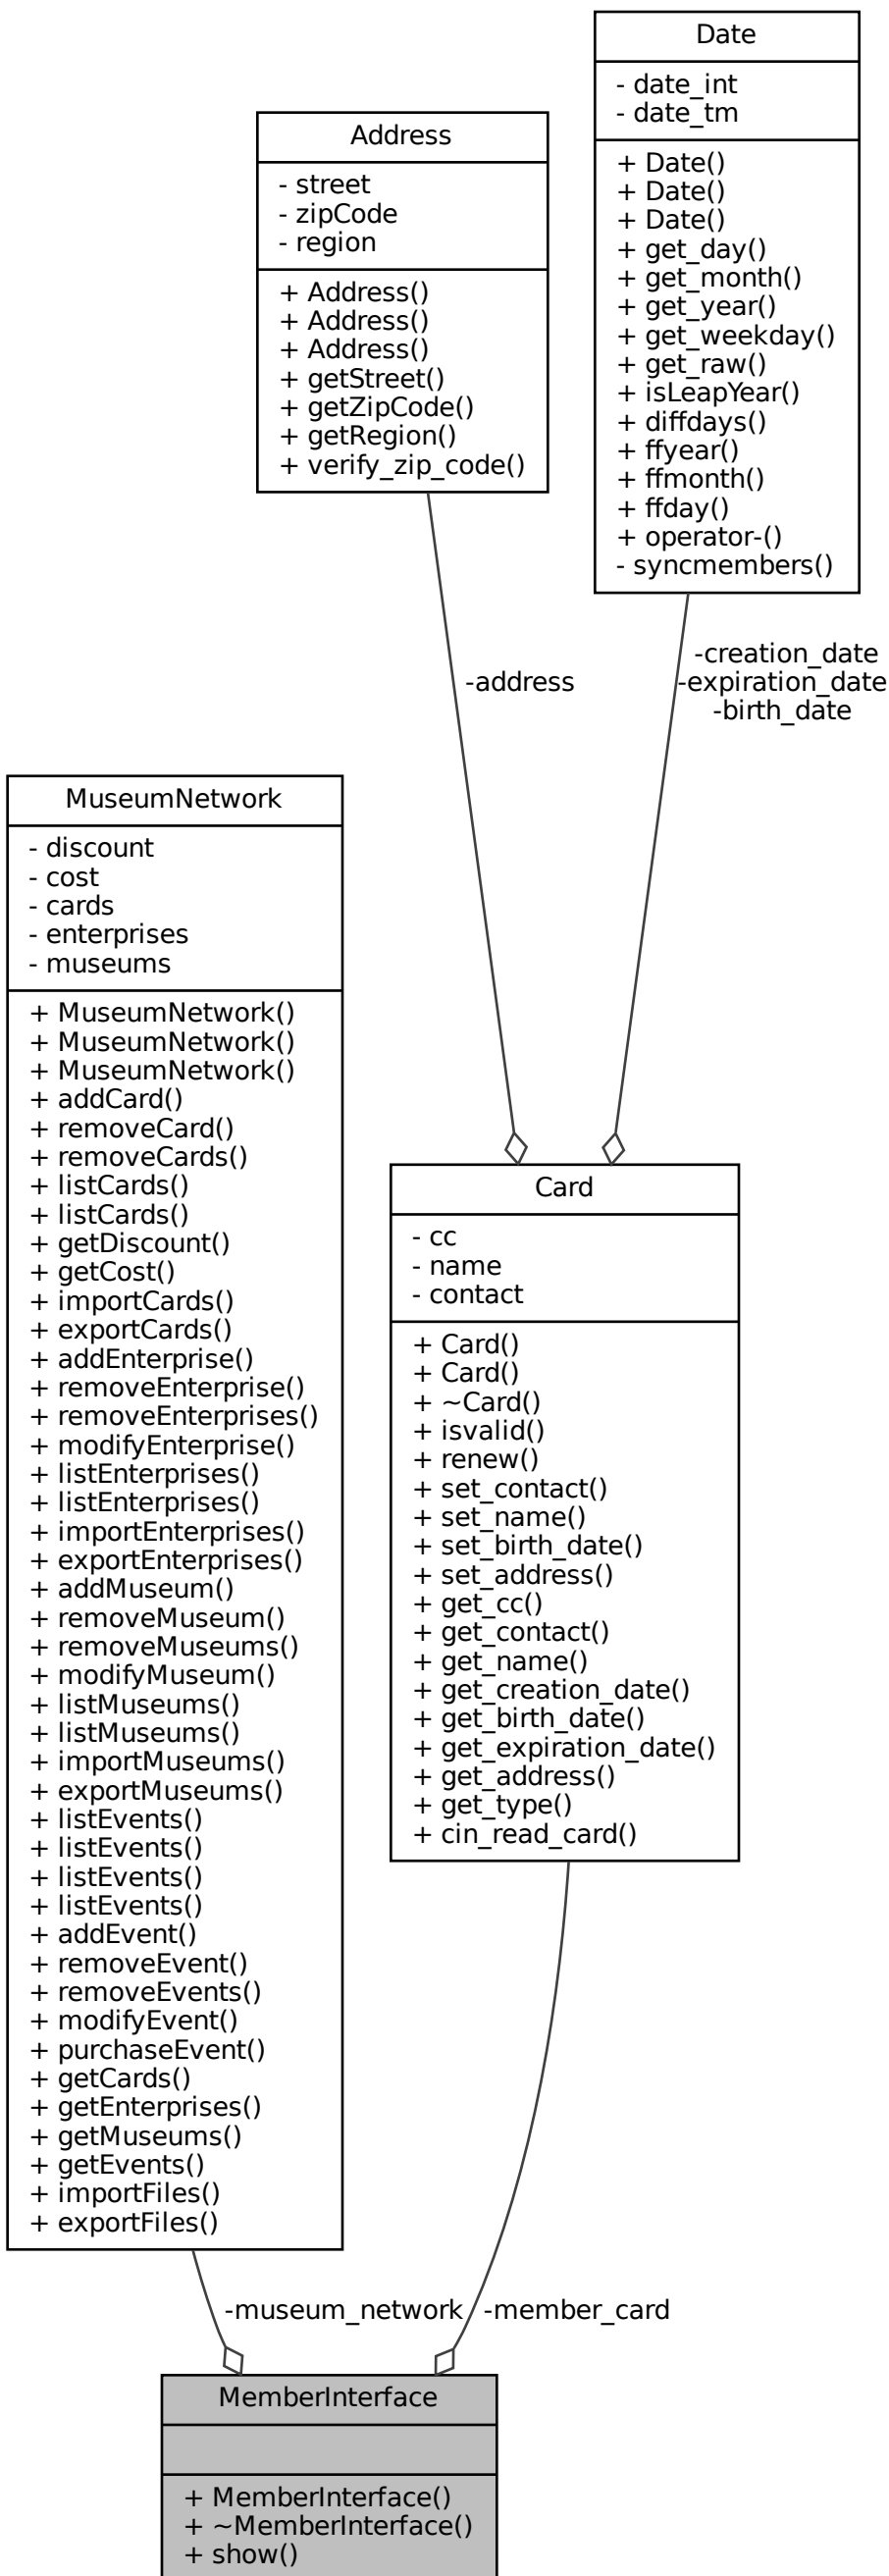 Date
- date_int
- date_tm
+ Date()
+ Date()
+ Date()
+ get_day()
+ get_month()
+ get_year()
+ get_weekday()
+ get_raw()
+ isLeapYear()
+ diffdays()
+ ffyear()
+ ffmonth()
+ ffday()
+ operator-()
- syncmembers()
Address
- street
- zipCode
- region
+ Address()
+ Address()
+ Address()
+ getStreet()
+ getZipCode()
+ getRegion()
+ verify_zip_code()
-address
-creation_date
-expiration_date
-birth_date
MuseumNetwork
- discount
- cost
- cards
- enterprises
- museums
+ MuseumNetwork()
+ MuseumNetwork()
+ MuseumNetwork()
+ addCard()
+ removeCard()
+ removeCards()
+ listCards()
+ listCards()
+ getDiscount()
+ getCost()
+ importCards()
+ exportCards()
+ addEnterprise()
+ removeEnterprise()
+ removeEnterprises()
+ modifyEnterprise()
+ listEnterprises()
+ listEnterprises()
+ importEnterprises()
+ exportEnterprises()
+ addMuseum()
+ removeMuseum()
+ removeMuseums()
+ modifyMuseum()
+ listMuseums()
+ listMuseums()
+ importMuseums()
+ exportMuseums()
+ listEvents()
+ listEvents()
+ listEvents()
+ listEvents()
+ addEvent()
+ removeEvent()
+ removeEvents()
+ modifyEvent()
+ purchaseEvent()
+ getCards()
+ getEnterprises()
+ getMuseums()
+ getEvents()
+ importFiles()
+ exportFiles()
Card
- cc
- name
- contact
+ Card()
+ Card()
+ ~Card()
+ isvalid()
+ renew()
+ set_contact()
+ set_name()
+ set_birth_date()
+ set_address()
+ get_cc()
+ get_contact()
+ get_name()
+ get_creation_date()
+ get_birth_date()
+ get_expiration_date()
+ get_address()
+ get_type()
+ cin_read_card()
-museum_network
-member_card
MemberInterface
+ MemberInterface()
+ ~MemberInterface()
+ show()